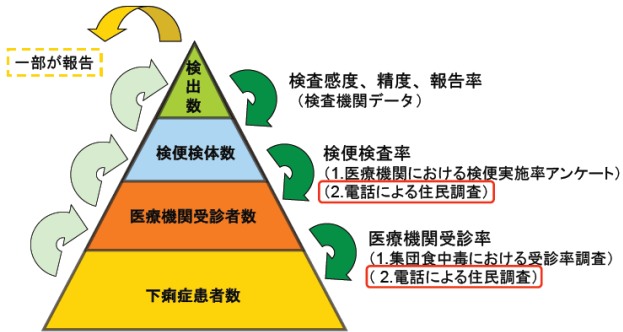 一部が報告
検出数
検査感度、精度、報告率
（検査機関データ）
検便検体数
検便検査率
（1.医療機関における検便実施率アンケート）
（2.電話による住民調査）
医療機関受診者数
医療機関受診率
（1.集団食中毒における受診率調査）
（ 2.電話による住民調査）
下痢症患者数